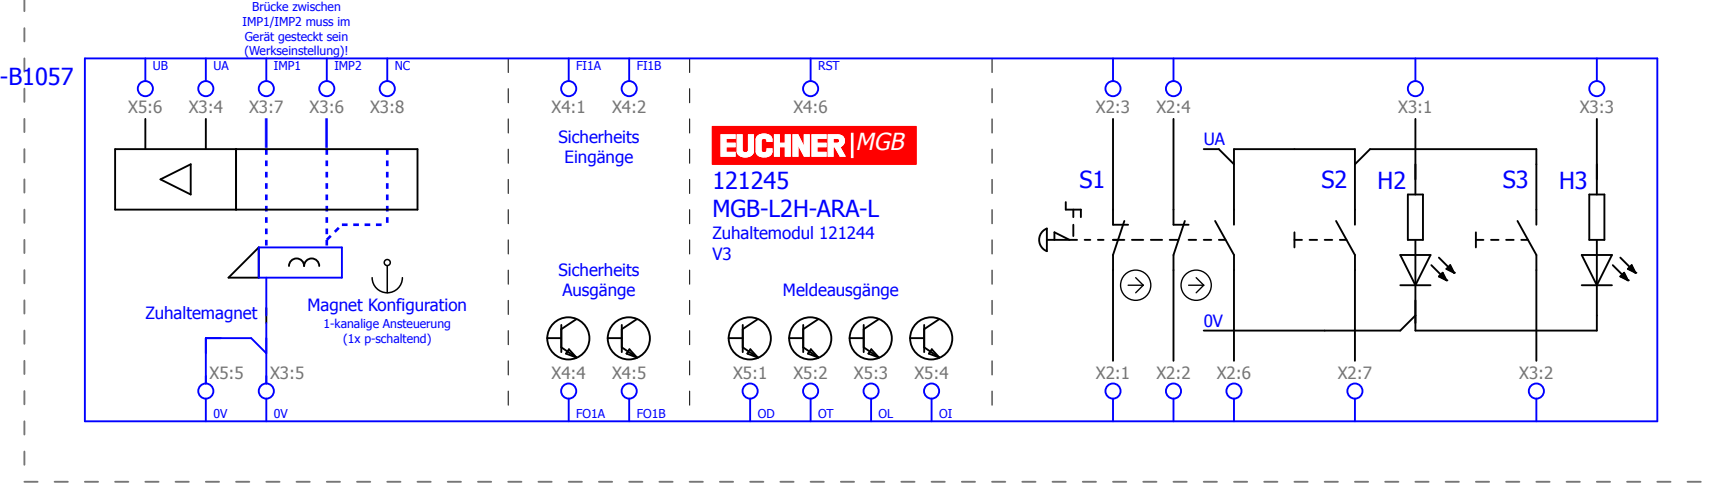 Brücke zwischen
IMP1/IMP2 muss im
Gerät gesteckt sein
(Werkseinstellung)!
-B1057
UB UA IMP1 IMP2 NC FI1A FI1B RST
X5:6 X3:4 X3:7 X3:6 X3:8 X4:1 X4:2 X4:6 X2:3 X2:4 X3:1 X3:3
Sicherheits
Eingänge
EUCHNER|MGB
121245
MGB-L2H-ARA-L
Zuhaltemodul 121244
V3
UA
S1 S2 H2 S3 H3
Zuhaltemagnet
Magnet Konfiguration
1-kanalige Ansteuerung
(1x p-schaltend)
Sicherheits
Ausgänge
Meldeausgänge
0V
X5:5 X3:5 X4:4 X4:5 X5:1 X5:2 X5:3 X5:4 X2:1 X2:2 X2:6 X2:7 X3:2
0V 0V FO1A FO1B OD OT OL OI